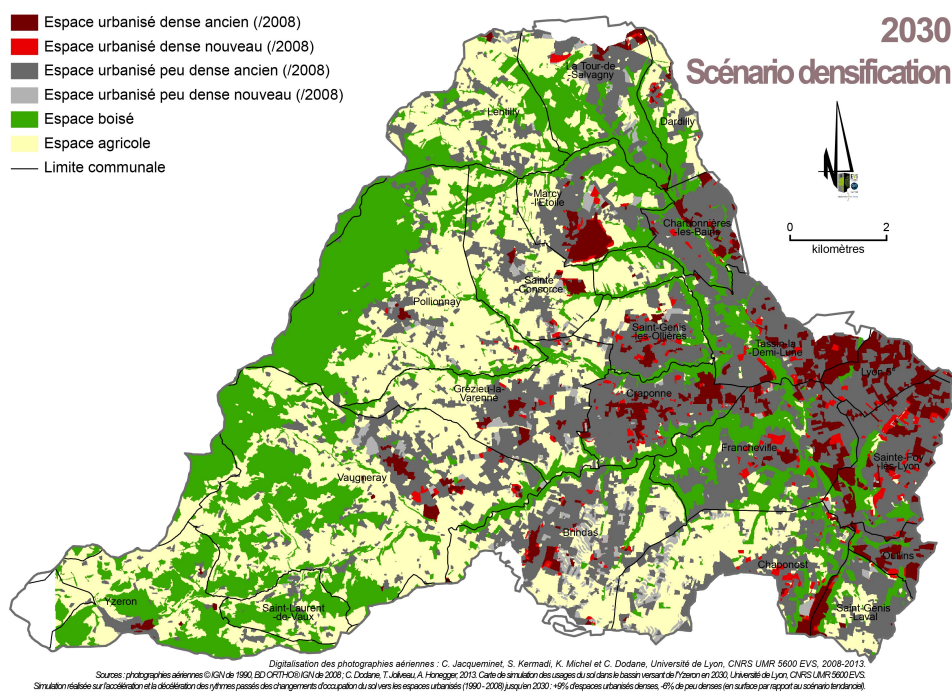 Espace urbanisé dense ancien (/2008)
Espace urbanisé dense nouveau (/2008)
Espace urbanisé peu dense ancien (/2008)
Espace urbanisé peu dense nouveau (/2008)
Espace boisé
Espace agricole
Limite communale
2030
Scénario densification
0 2
kilomètres
La Tour-de
-Salvagny
Lentilly
Dardilly
Marcy
l'Etoile
Charbonnières
-les-Bains
Sainte
Consorce
Pollionnay
Saint-Genis
-les-Ollières
Tassin-la
-Demi-Lune
Lyon 5e
Grézieu-la-
Varenne
Craponne
Francheville
Sainte-Foy
-lès-Lyon
Vaugneray
Brindas
Chaponost
Oullins
Yzeron
Saint-Laurent
-de-Vaux
Saint-Genis
Laval
Digitalisation des photographies aériennes : C. Jacqueminet, S. Kermadi, K. Michel et C. Dodane, Université de Lyon, CNRS UMR 5600 EVS, 2008-2013.
Sources : photographies aériennes © IGN de 1990, BD ORTHO® IGN de 2008 ; C. Dodane, T. Joliveau, A. Honegger, 2013. Carte de simulation des usages du sol dans le bassin versant de l'Yzeron en 2030, Université de Lyon, CNRS UMR 5600 EVS.
Simulation réalisée sur l'accélération et la décélération des rythmes passés des changements d'occupation du sol vers les espaces urbanisés (1990 - 2008) jusqu'en 2030 : +9% d'espaces urbanisés denses, -6% de peu denses (en surface par rapport au scénario tendanciel).